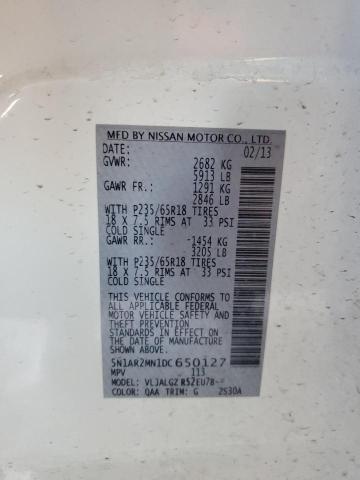 MFD BY NISSAN MOTOR CO., LTD.
DATE: 02/13
GVWR: 2682 KG
5913 LB
GAWR FR.: 1291 KG
2846 LB
WITH P235/65R18 TIRES
18 X 7.5 RIMS AT 33 PSI
COLD SINGLE
GAWR RR.: 1454 KG
3205 LB
WITH P235/65R18 TIRES
18 X 7.5 RIMS AT 33 PSI
COLD SINGLE
THIS VEHICLE CONFORMS
TO ALL APPLICABLE FEDERAL
MOTOR VEHICLE SAFETY
STANDARDS IN EFFECT ON
THE DATE OF MANUFACTURE
SHOWN ABOVE.
5N1AR2MN1DC650127
MPV 113
MODEL: VLJALGZ R52EU7B--
COLOR: QAA TRIM: G 2S30A